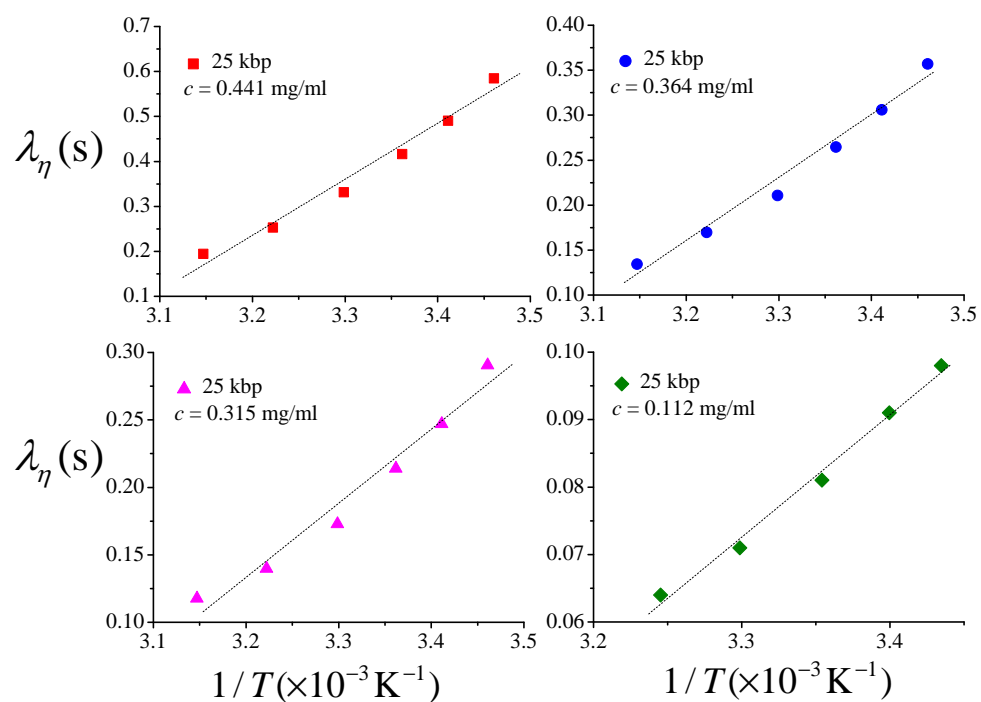 0.7
0.6
0.5
0.4
0.3
0.2
0.1
25 kbp
c = 0.441 mg/ml
λη (s)
3.1 3.2 3.3 3.4 3.5
0.40
0.35
0.30
0.25
0.20
0.15
0.10
25 kbp
c = 0.364 mg/ml
3.1 3.2 3.3 3.4 3.5
0.30
0.25
0.20
0.15
0.10
25 kbp
c = 0.315 mg/ml
λη (s)
3.1 3.2 3.3 3.4 3.5
1 / T (×10⁻³ K⁻¹)
0.10
0.09
0.08
0.07
0.06
25 kbp
c = 0.112 mg/ml
3.2 3.3 3.4
1 / T (×10⁻³ K⁻¹)